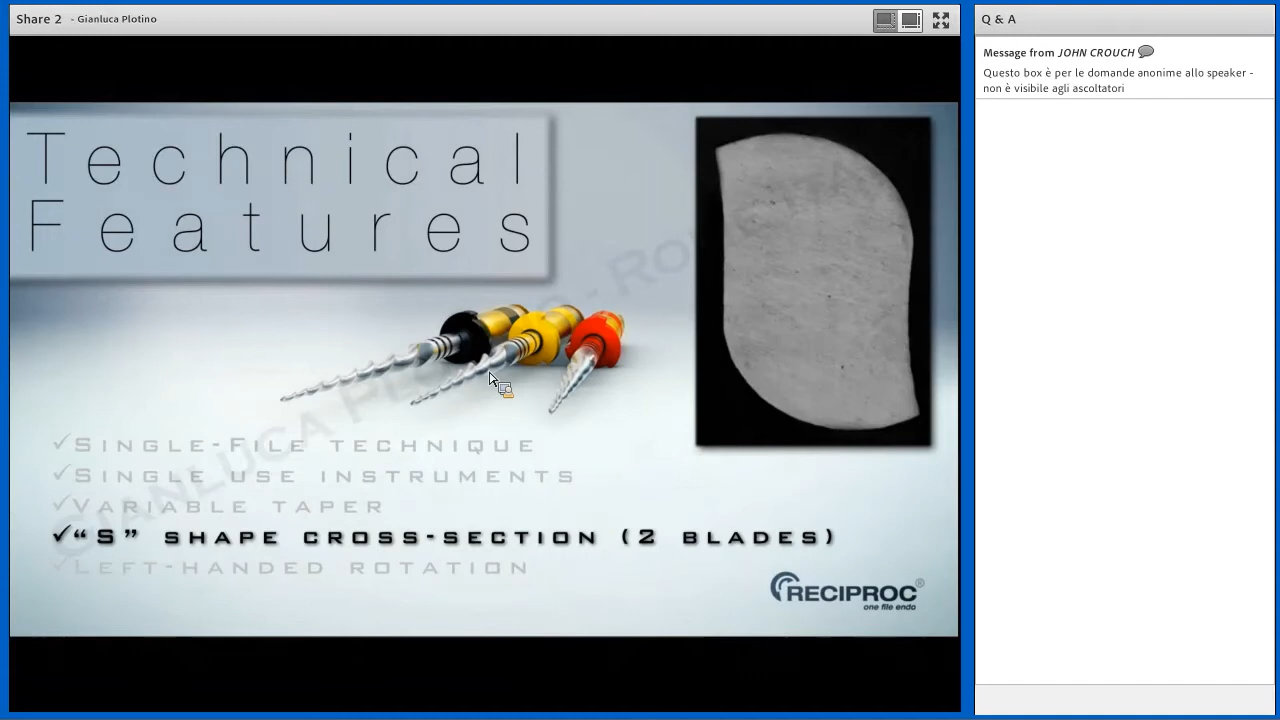 Share 2 - Gianluca Plotino
Q & A
Message from JOHN CROUCH
Questo box è per le domande anonime allo speaker -
non è visibile agli ascoltatori
Technical
Features
GIANLUCA
✓SINGLE-FILE TECHNIQUE
✓SINGLE USE INSTRUMENTS
✓VARIABLE TAPER
✓“S” SHAPE CROSS-SECTION (2 BLADES)
✓LEFT-HANDED ROTATION
RECIPROC®
one file endo